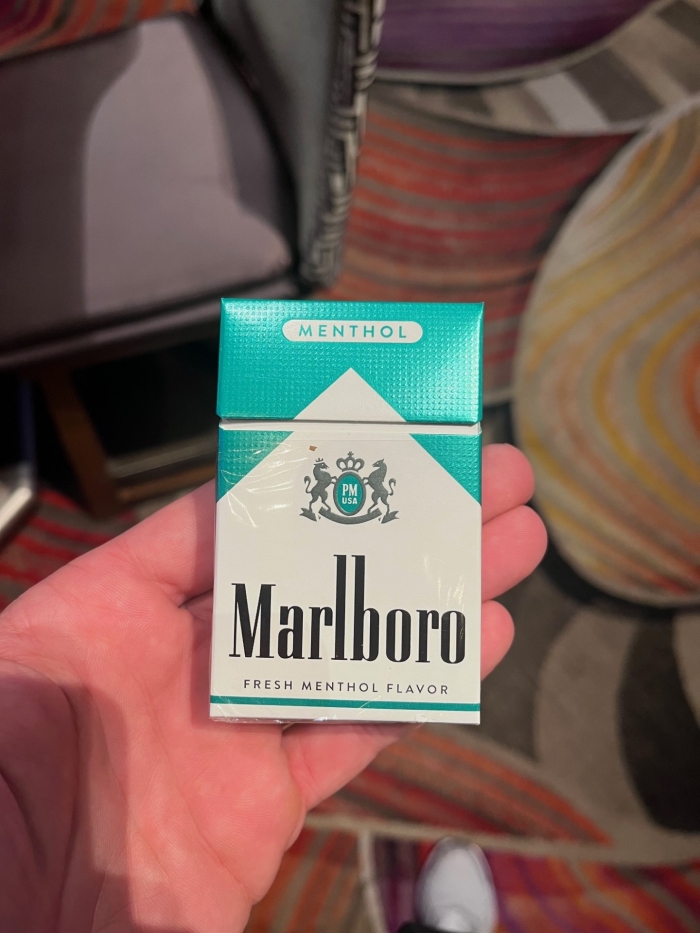 MENTHOL
PM
USA
Marlboro
FRESH MENTHOL FLAVOR